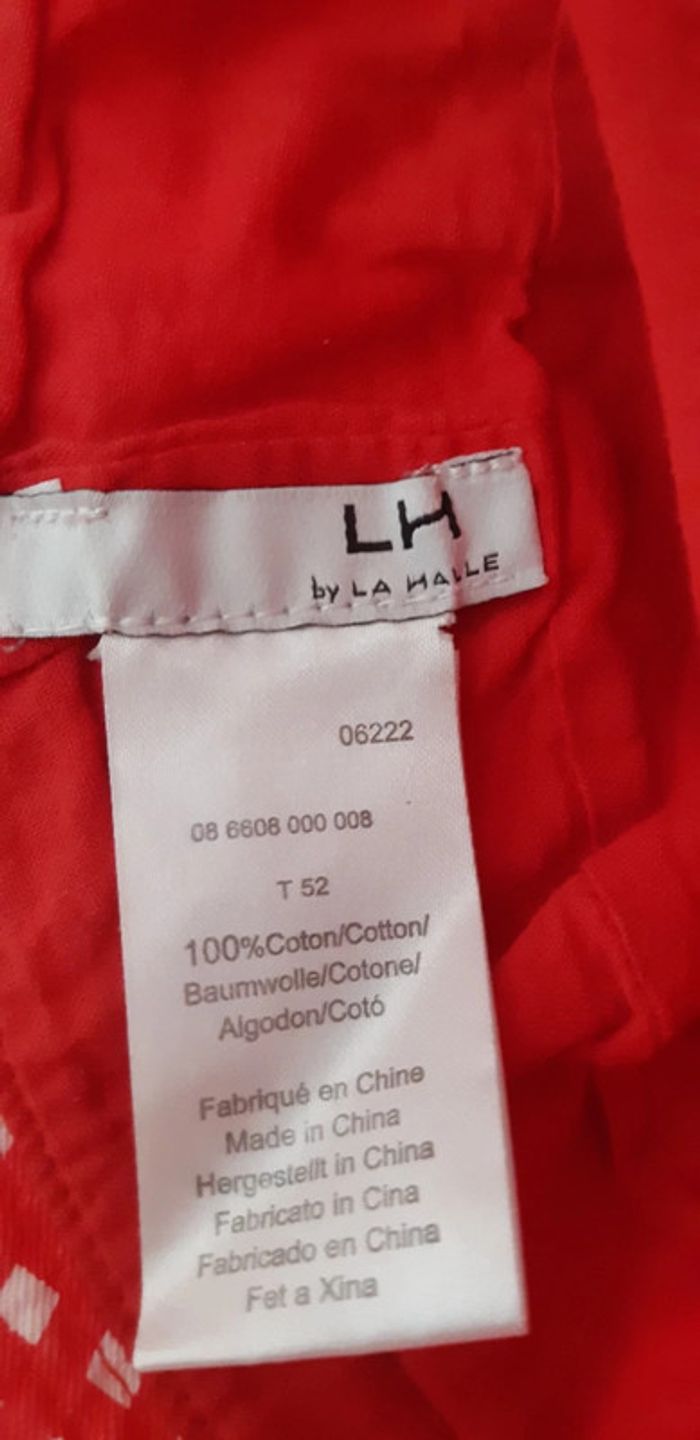 LH
by LA HALLE
06222
08 6608 000 008
T 52
100%Coton/Cotton/
Baumwolle/Cotone/
Algodon/Cotó
Fabriqué en Chine
Made in China
Hergestellt in China
Fabricato in Cina
Fabricado en China
Fet a Xina